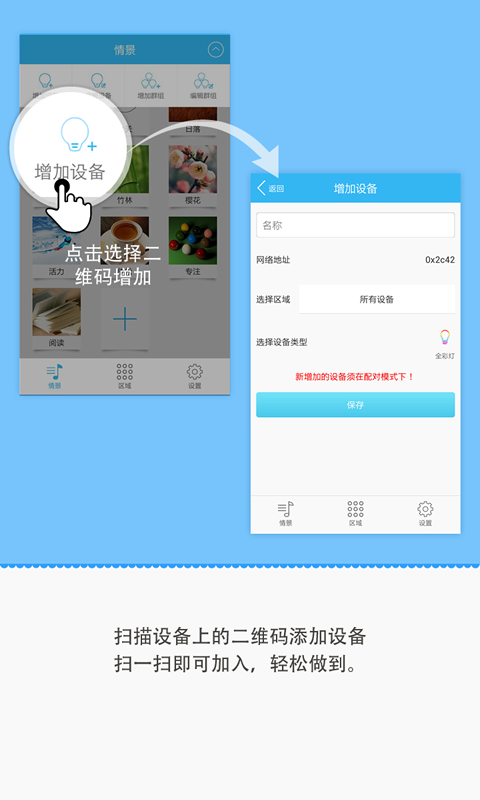 情景
增加群组
编辑群组
增加设备
日落
竹林
樱花
点击选择二
维码增加
活力
专注
阅读
情景
区域
设置
返回
增加设备
名称
网络地址
0x2c42
选择区域
所有设备
选择设备类型
全彩灯
新增加的设备须在配对模式下！
保存
情景
区域
设置
扫描设备上的二维码添加设备
扫一扫即可加入，轻松做到。